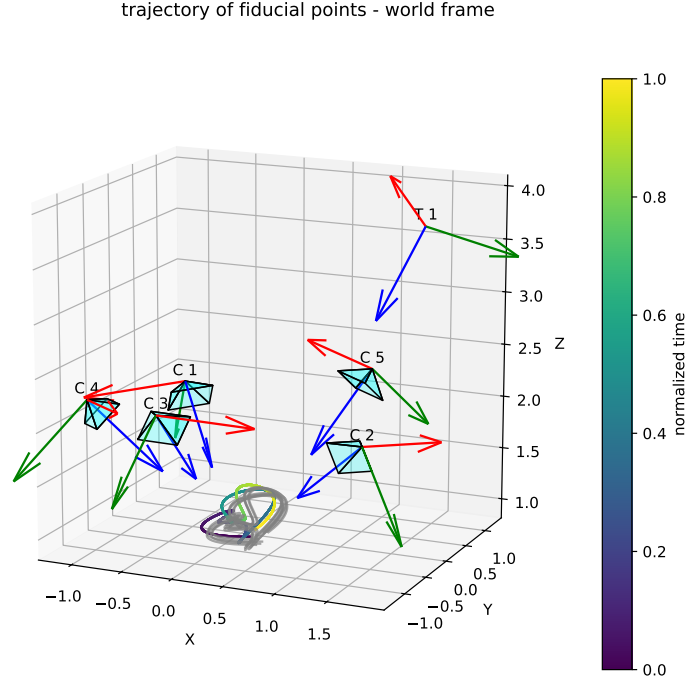 trajectory of fiducial points - world frame
T 1
C 5
C 1
C 4
C 3
C 2
4.0
3.5
3.0
2.5
2.0
1.5
1.0
Z
−1.0
−0.5
0.0
0.5
1.0
1.5
X
−1.0
−0.5
0.0
0.5
1.0
Y
1.0
0.8
0.6
0.4
0.2
0.0
normalized time